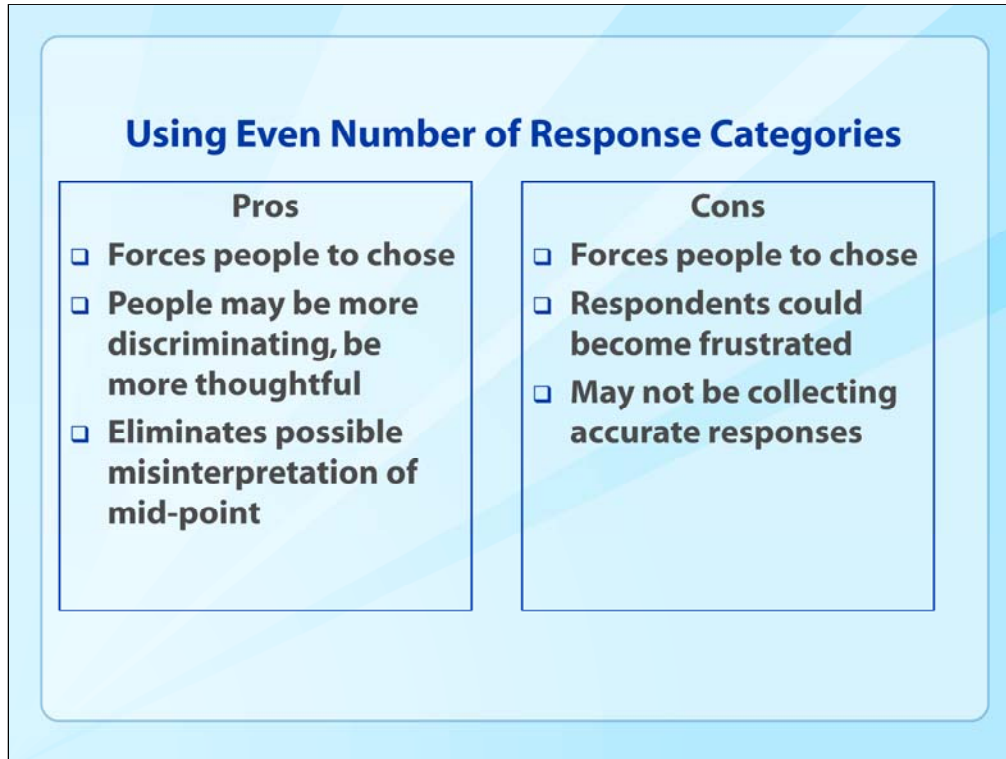 Using Even Number of Response Categories
Pros
Forces people to chose
People may be more
discriminating, be
more thoughtful
Eliminates possible
misinterpretation of
mid-point
Cons
Forces people to chose
Respondents could
become frustrated
May not be collecting
accurate responses